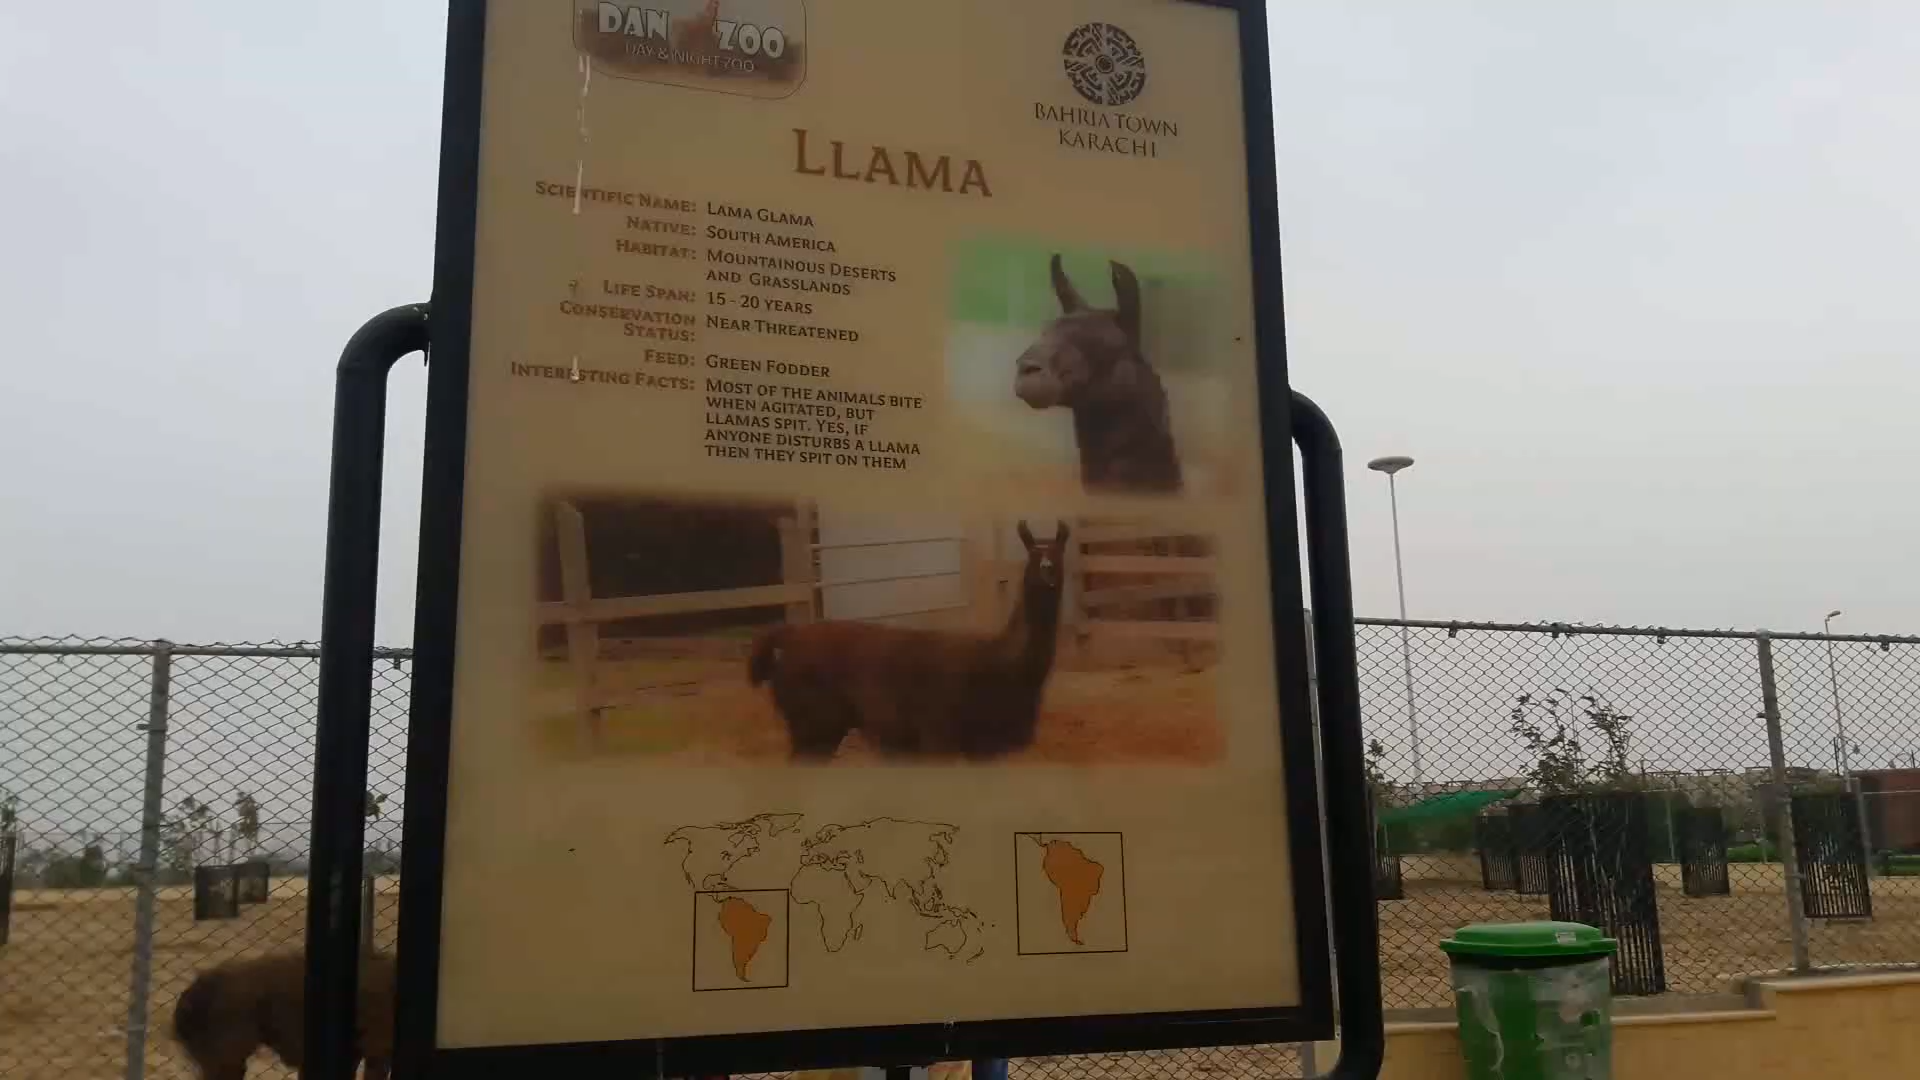 DAN ZOO
DAY & NIGHT ZOO
BAHRIA TOWN
KARACHI
LLAMA
SCIENTIFIC NAME: LAMA GLAMA
NATIVE: SOUTH AMERICA
HABITAT: MOUNTAINOUS DESERTS
AND GRASSLANDS
LIFE SPAN: 15 - 20 YEARS
CONSERVATION STATUS: NEAR THREATENED
FEED: GREEN FODDER
INTERESTING FACTS: MOST OF THE ANIMALS BITE
WHEN AGITATED, BUT
LLAMAS SPIT. YES, IF
ANYONE DISTURBS A LLAMA
THEN THEY SPIT ON THEM